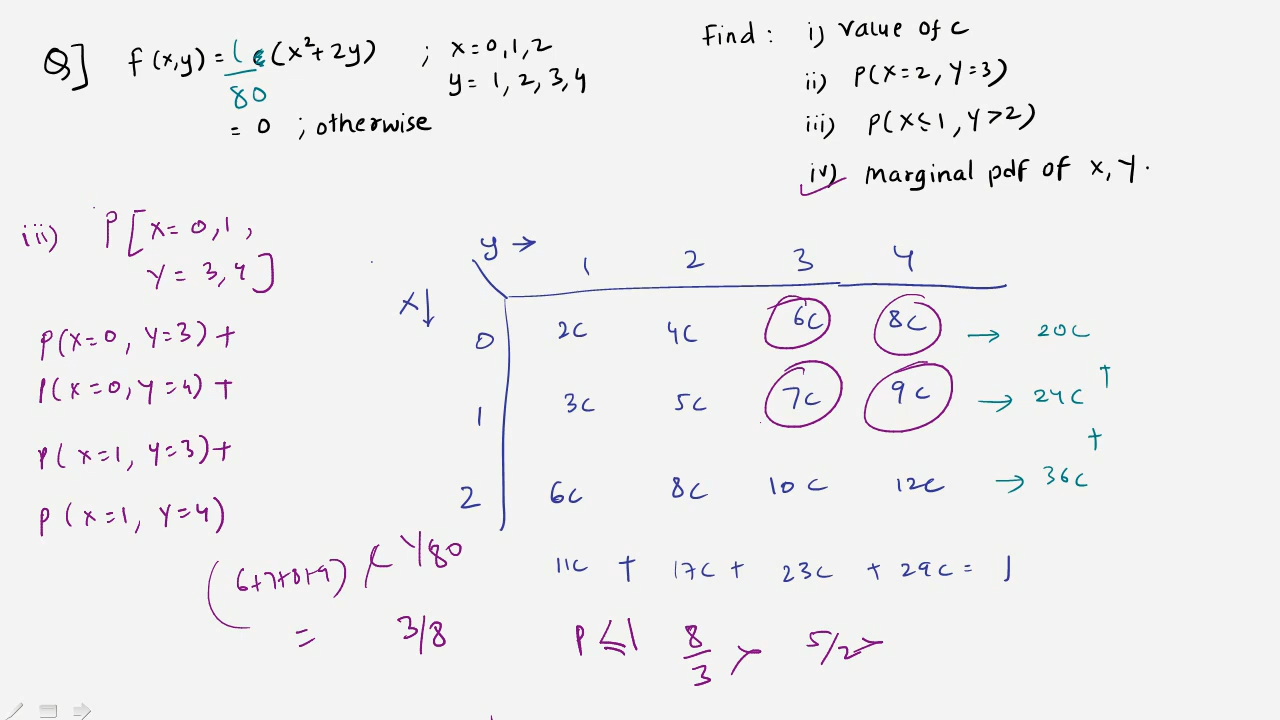 Q] f(x,y) = 1/80 c (x²+2y) ; x=0,1,2
y = 1, 2, 3, 4
= 0 ; otherwise
Find : i) value of c
ii) P(X=2, Y=3)
iii) P(X≤1, Y>2)
iv) marginal pdf of x, y.
iii) P[x=0,1,
Y=3,4]
P(x=0, Y=3)+
P(x=0, Y=4)+
P(x=1, Y=3)+
P(x=1, Y=4)
(6+7+8+9) × 1/80
= 3/8
y →
x↓ 1 2 3 4
0 2c 4c 6c 8c → 20c
+
1 3c 5c 7c 9c → 24c
+
2 6c 8c 10c 12c → 36c
11c + 17c + 23c + 29c = 1
P ≤ 1 8/3 5/2